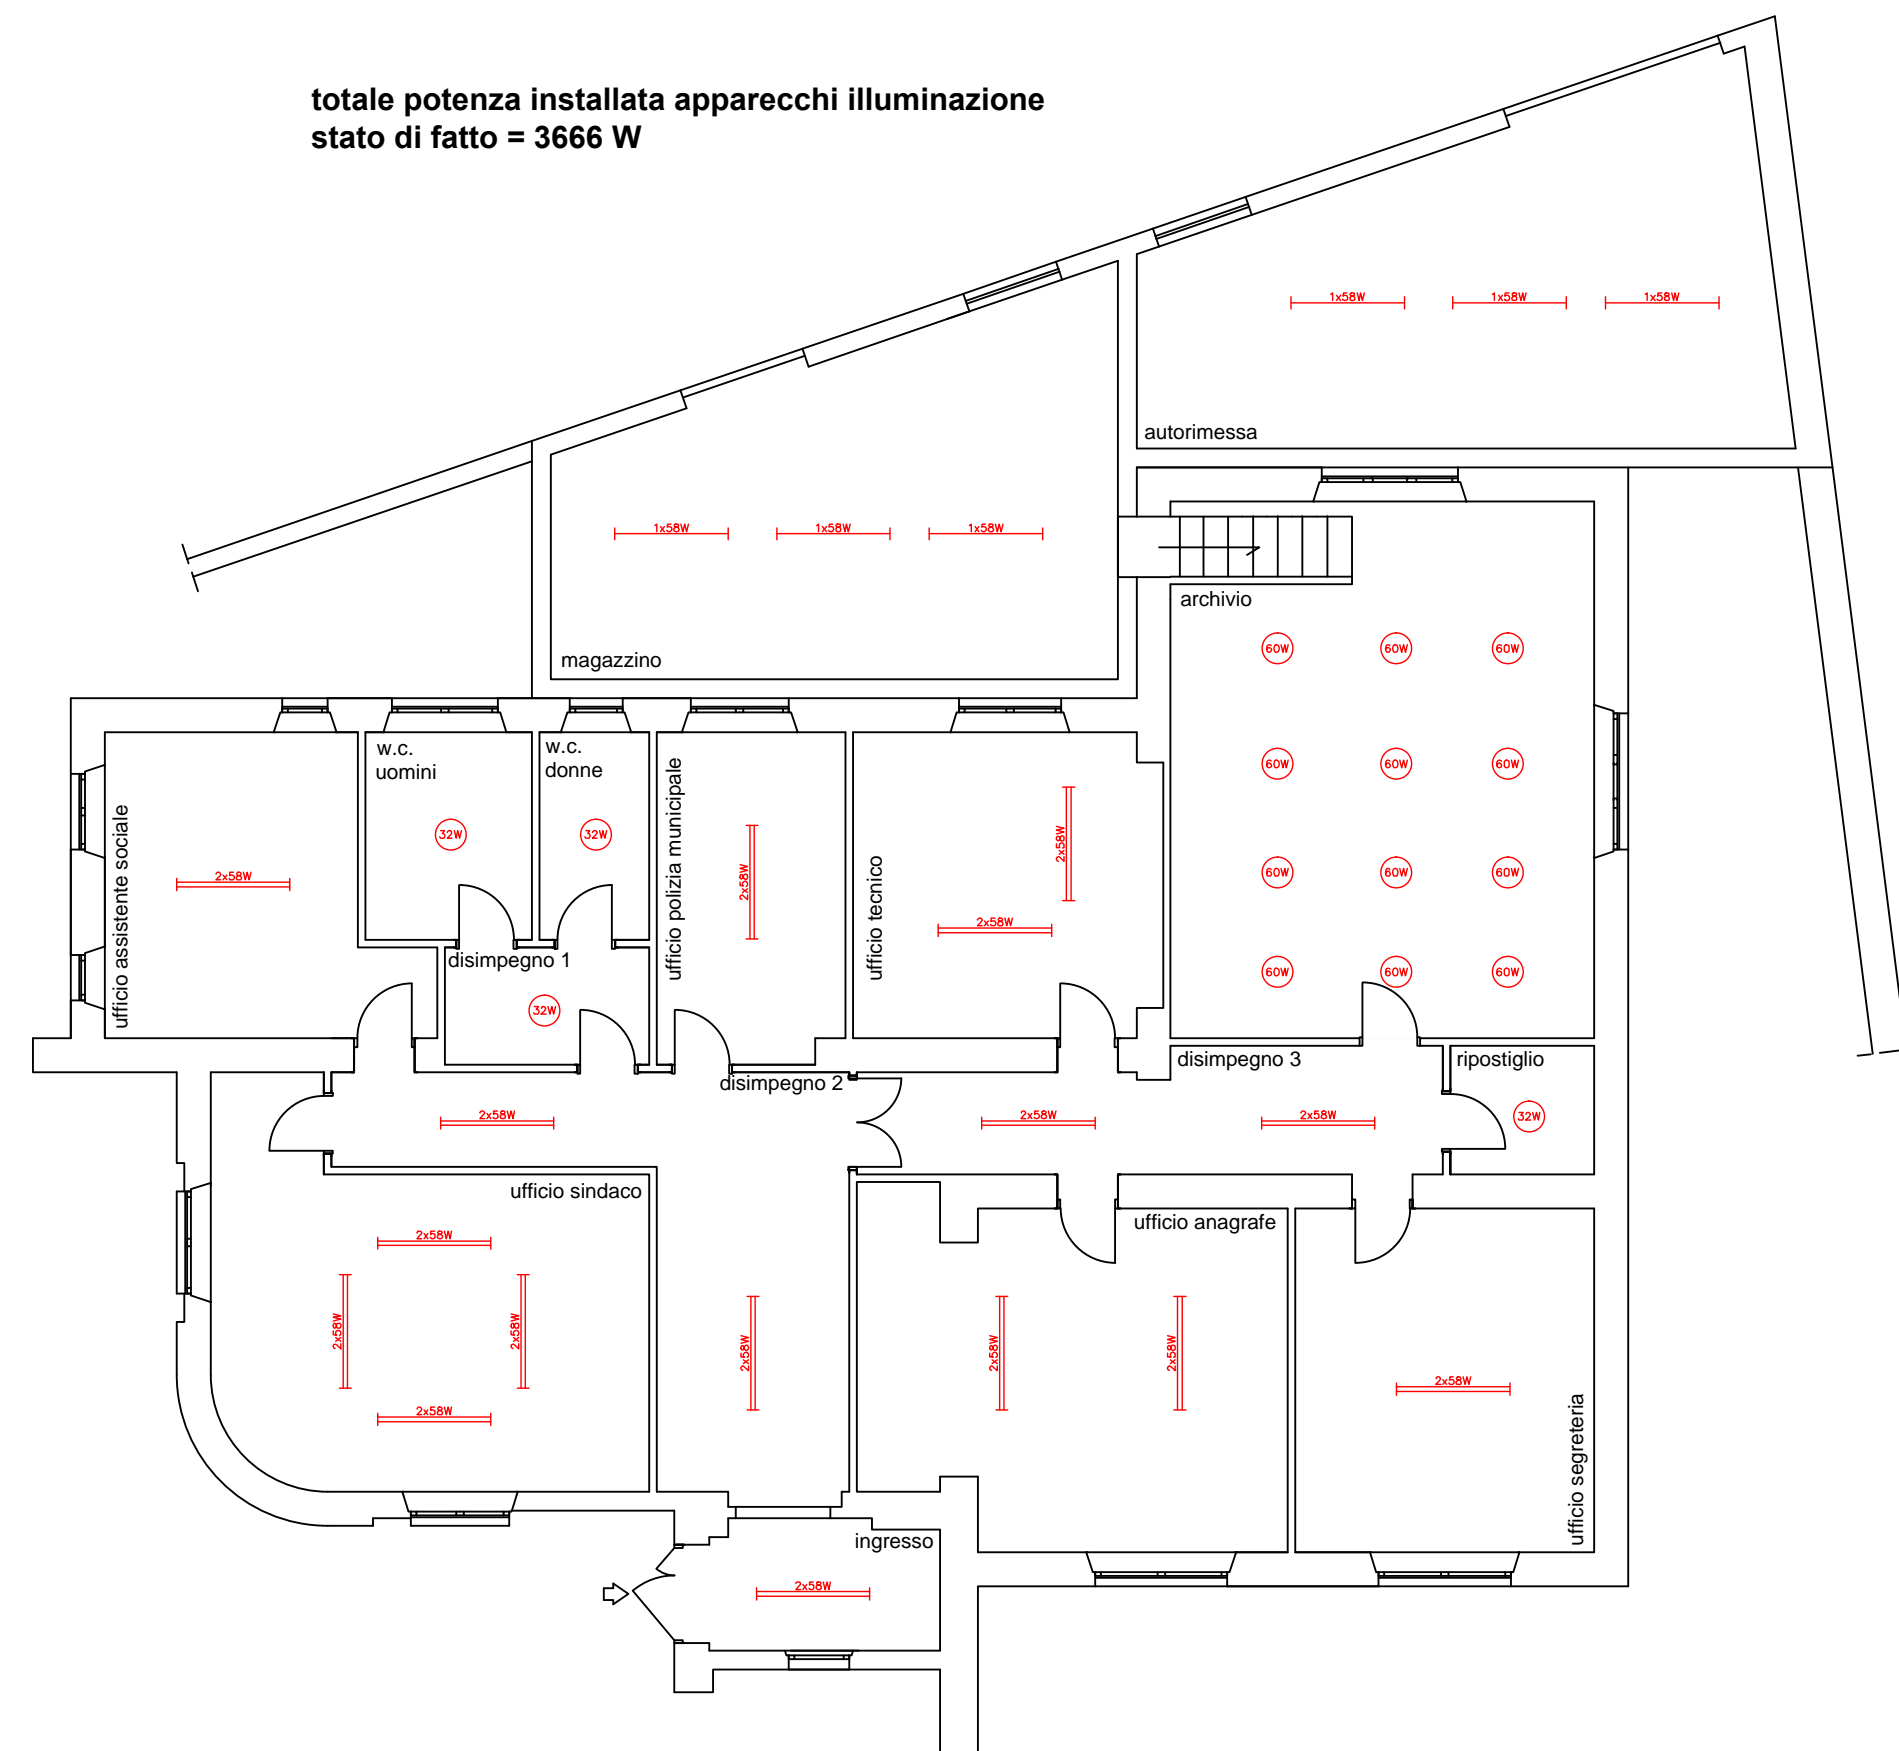 totale potenza installata apparecchi illuminazione
stato di fatto = 3666 W
1x58W
1x58W
1x58W
autorimessa
1x58W
1x58W
1x58W
magazzino
archivio
60W
60W
60W
60W
60W
60W
60W
60W
60W
60W
60W
60W
ufficio assistente sociale
2x58W
w.c.
uomini
32W
w.c.
donne
32W
disimpegno 1
32W
ufficio polizia municipale
2x58W
ufficio tecnico
2x58W
2x58W
disimpegno 2
2x58W
2x58W
disimpegno 3
2x58W
2x58W
ripostiglio
32W
ufficio sindaco
2x58W
2x58W
2x58W
2x58W
ufficio anagrafe
2x58W
2x58W
2x58W
ufficio segreteria
ingresso
2x58W